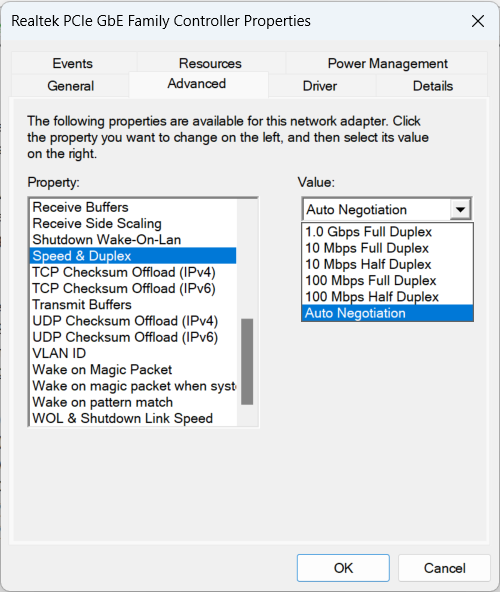 Realtek PCIe GbE Family Controller Properties
Events
Resources
Power Management
General
Advanced
Driver
Details
The following properties are available for this network adapter. Click
the property you want to change on the left, and then select its value
on the right.
Property:
Value:
Receive Buffers
Receive Side Scaling
Shutdown Wake-On-Lan
Speed & Duplex
TCP Checksum Offload (IPv4)
TCP Checksum Offload (IPv6)
Transmit Buffers
UDP Checksum Offload (IPv4)
UDP Checksum Offload (IPv6)
VLAN ID
Wake on Magic Packet
Wake on magic packet when syst
Wake on pattern match
WOL & Shutdown Link Speed
Auto Negotiation
1.0 Gbps Full Duplex
10 Mbps Full Duplex
10 Mbps Half Duplex
100 Mbps Full Duplex
100 Mbps Half Duplex
Auto Negotiation
OK
Cancel